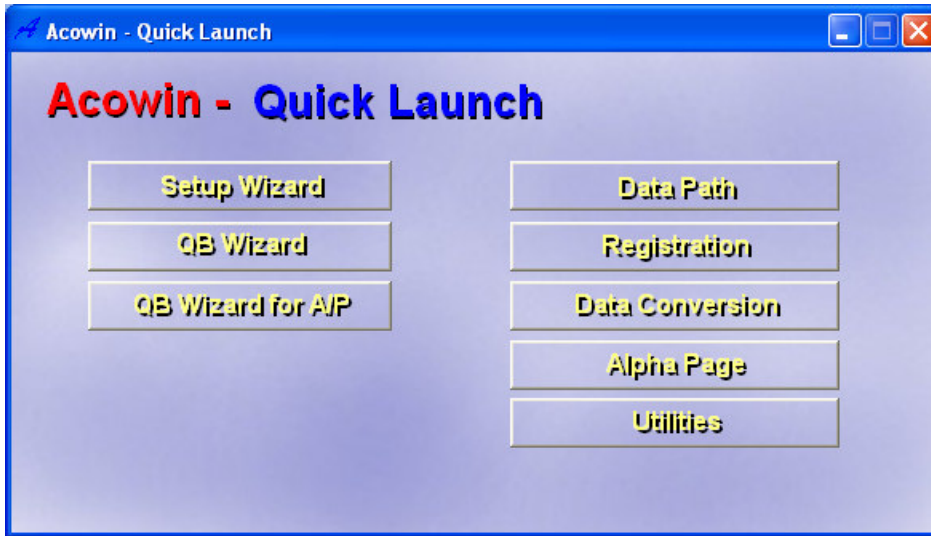 Acowin - Quick Launch
Acowin - Quick Launch
Setup Wizard
QB Wizard
QB Wizard for A/P
Data Path
Registration
Data Conversion
Alpha Page
Utilities